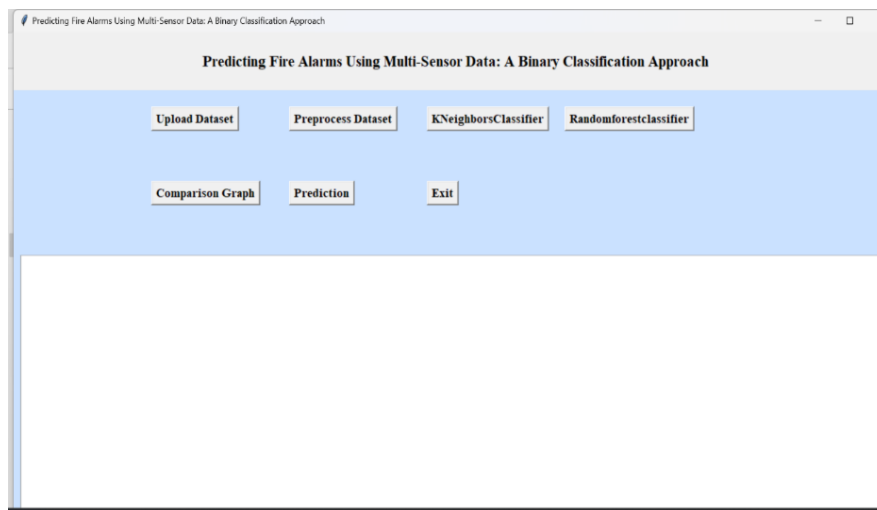 Predicting Fire Alarms Using Multi-Sensor Data: A Binary Classification Approach
Predicting Fire Alarms Using Multi-Sensor Data: A Binary Classification Approach
Upload Dataset Preprocess Dataset KNeighborsClassifier Randomforestclassifier
Comparison Graph Prediction Exit